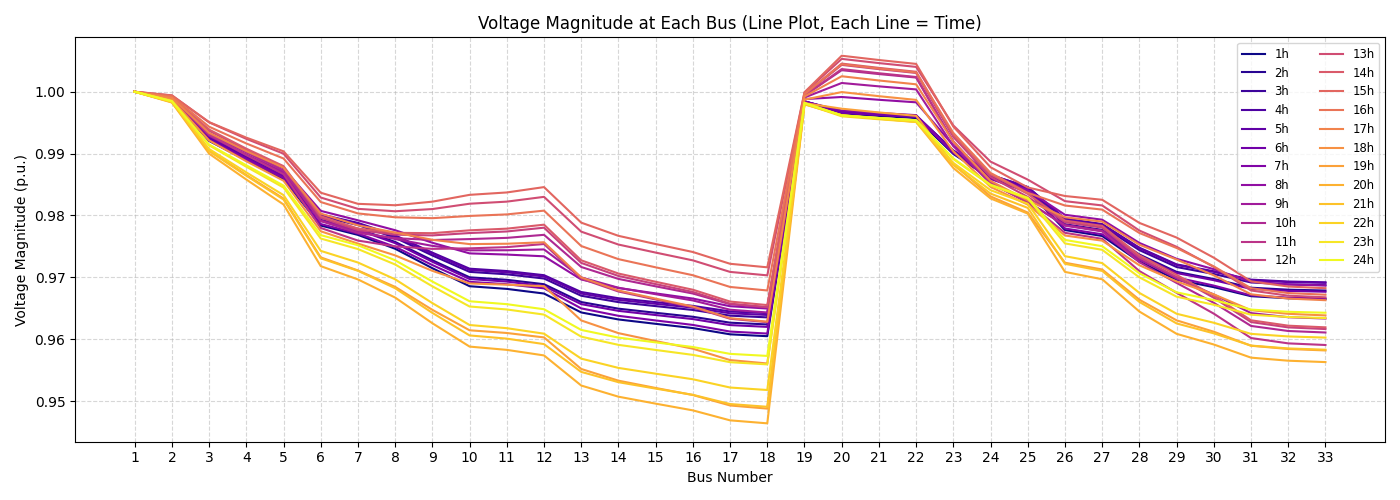 Voltage Magnitude at Each Bus (Line Plot, Each Line = Time)
Voltage Magnitude (p.u.)
1.00
0.99
0.98
0.97
0.96
0.95
1h
2h
3h
4h
5h
6h
7h
8h
9h
10h
11h
12h
13h
14h
15h
16h
17h
18h
19h
20h
21h
22h
23h
24h
1 2 3 4 5 6 7 8 9 10 11 12 13 14 15 16 17 18 19 20 21 22 23 24 25 26 27 28 29 30 31 32 33
Bus Number